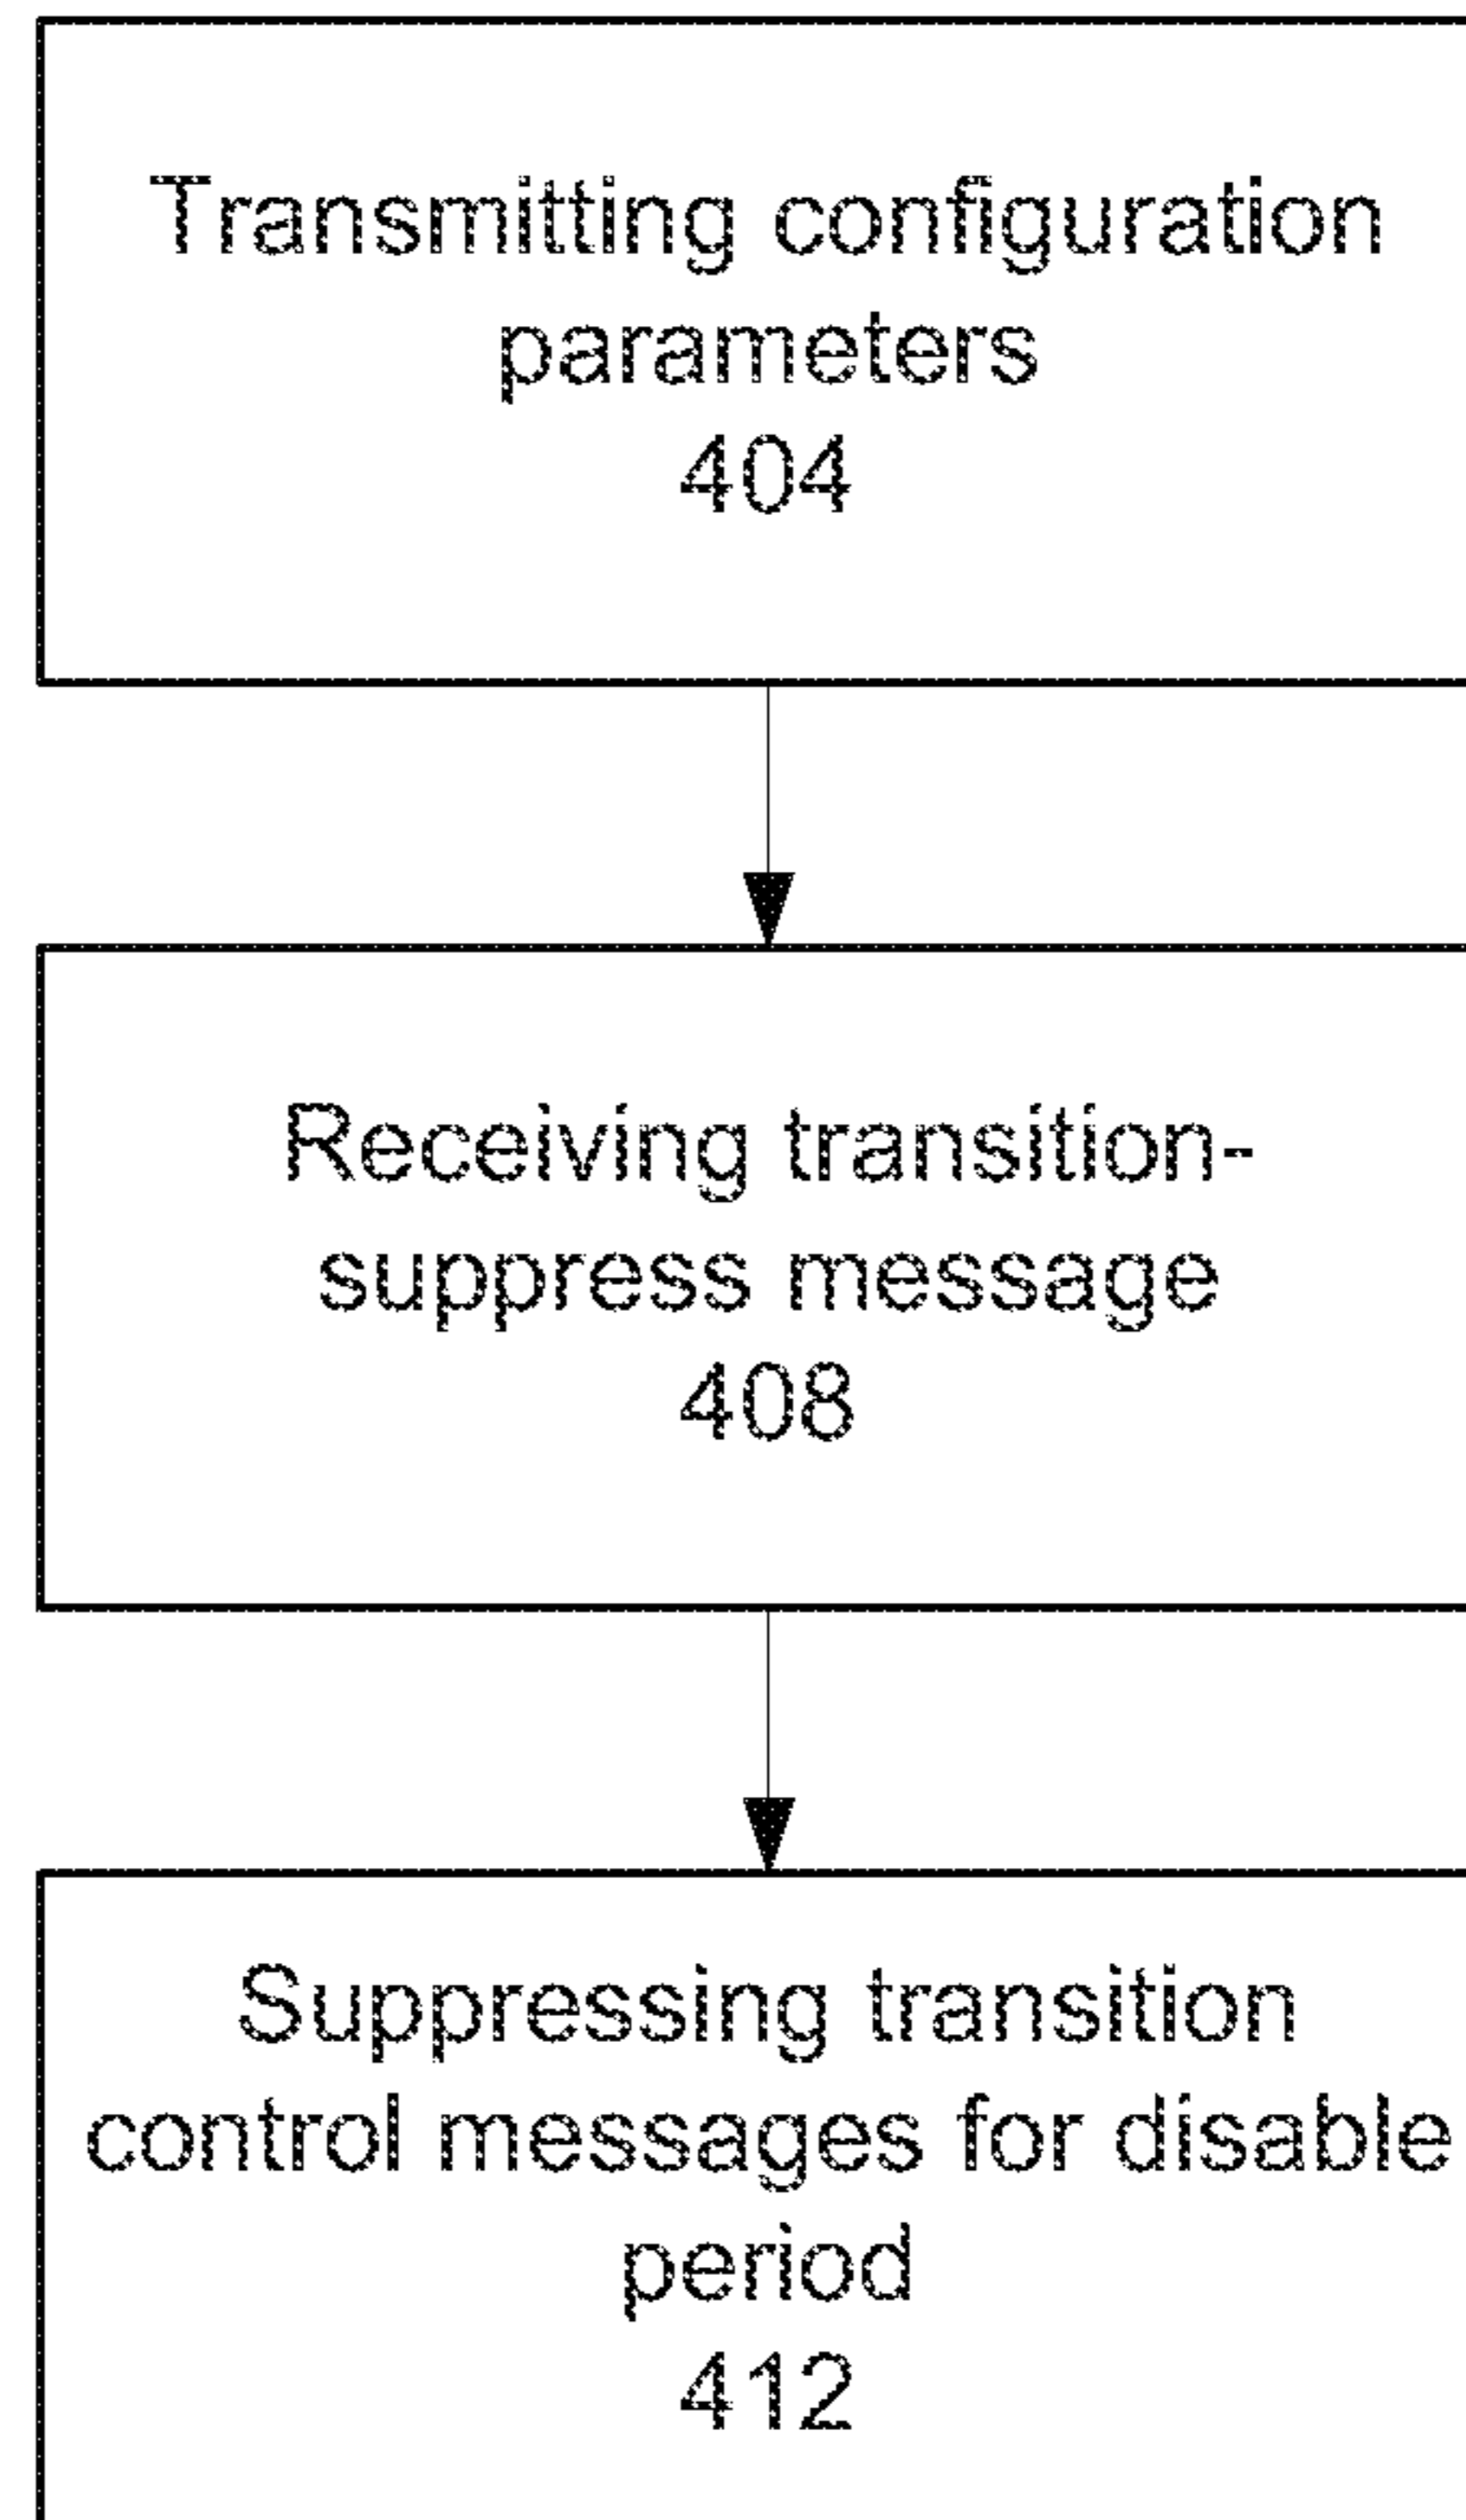 Transmitting configuration
parameters
404
Receiving transition-
suppress message
408
Suppressing transition
control messages for disable
period
412